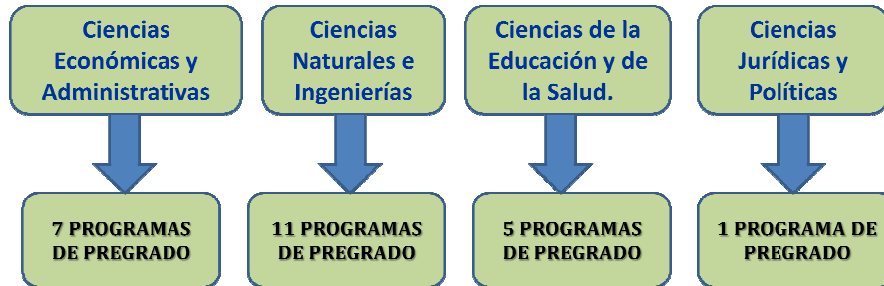 Ciencias
Económicas y
Administrativas
Ciencias
Naturales e
Ingenierías
Ciencias de la
Educación y de
la Salud.
Ciencias
Jurídicas y
Políticas
7 PROGRAMAS
DE PREGRADO
11 PROGRAMAS
DE PREGRADO
5 PROGRAMAS
DE PREGRADO
1 PROGRAMA DE
PREGRADO